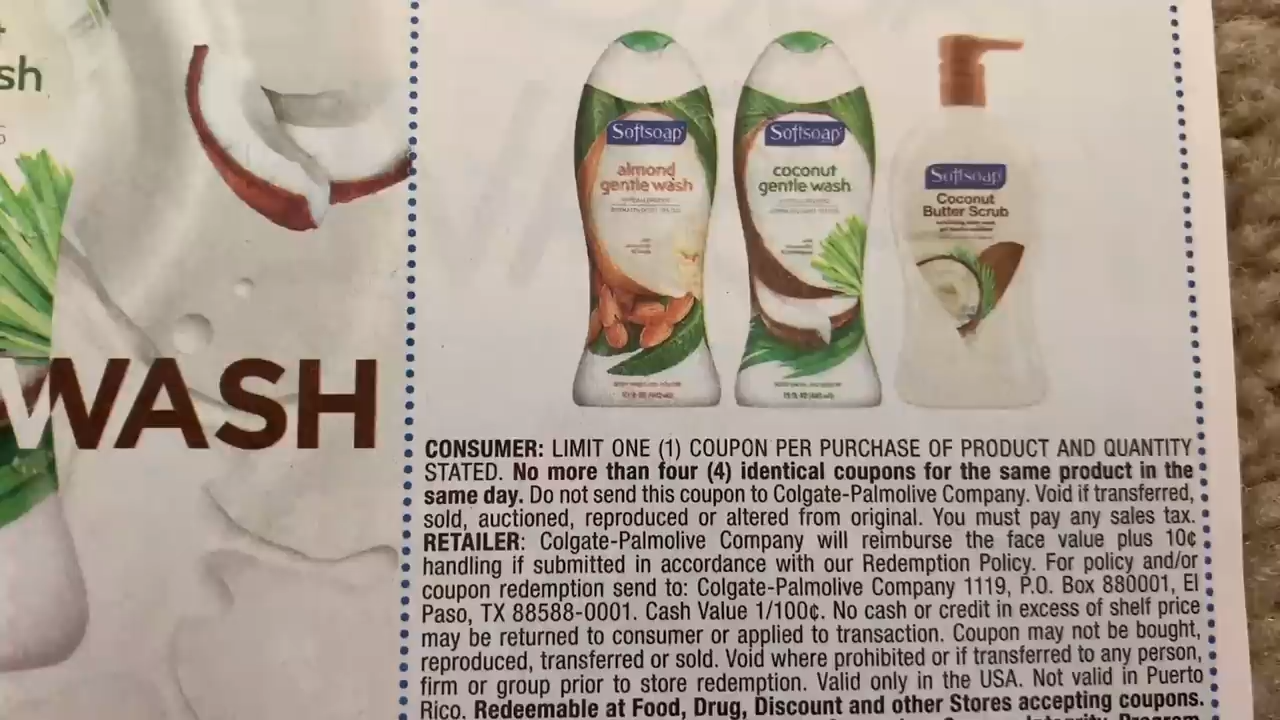 sh
WASH
Softsoap
almond
gentle wash
Softsoap
coconut
gentle wash
Softsoap
Coconut
Butter Scrub
CONSUMER: LIMIT ONE (1) COUPON PER PURCHASE OF PRODUCT AND QUANTITY
STATED. No more than four (4) identical coupons for the same product in the
same day. Do not send this coupon to Colgate-Palmolive Company. Void if transferred,
sold, auctioned, reproduced or altered from original. You must pay any sales tax.
RETAILER: Colgate-Palmolive Company will reimburse the face value plus 10¢
handling if submitted in accordance with our Redemption Policy. For policy and/or
coupon redemption send to: Colgate-Palmolive Company 1119, P.O. Box 880001, El
Paso, TX 88588-0001. Cash Value 1/100¢. No cash or credit in excess of shelf price
may be returned to consumer or applied to transaction. Coupon may not be bought,
reproduced, transferred or sold. Void where prohibited or if transferred to any person,
firm or group prior to store redemption. Valid only in the USA. Not valid in Puerto
Rico. Redeemable at Food, Drug, Discount and other Stores accepting coupons.